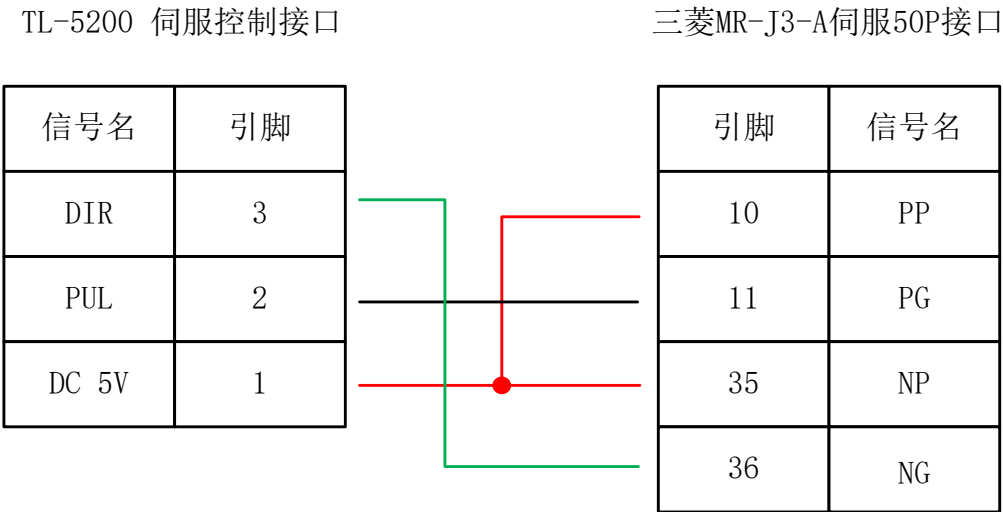 TL-5200 伺服控制接口
三菱MR-J3-A伺服50P接口
信号名 引脚
引脚 信号名
DIR 3
10 PP
PUL 2
11 PG
DC 5V 1
35 NP
36 NG